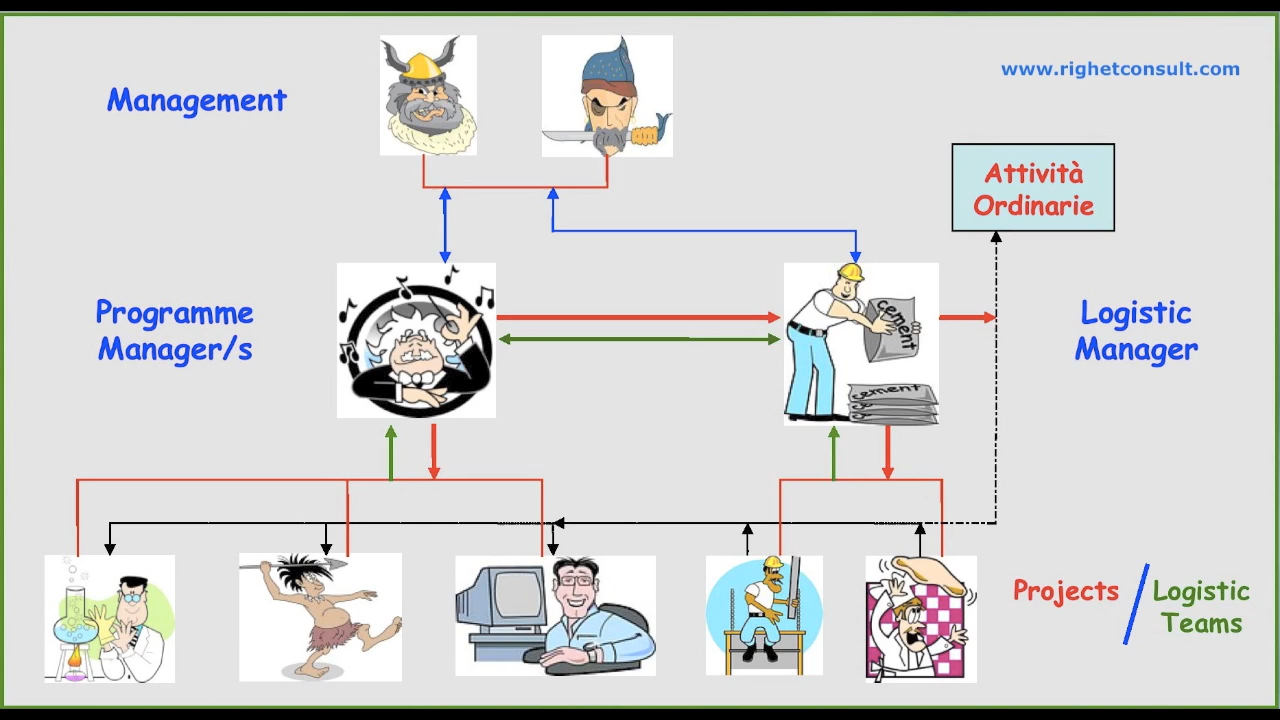 www.righetconsult.com
Management
Attività
Ordinarie
Programme
Manager/s
cement
cement
Logistic
Manager
Projects / Logistic
Teams